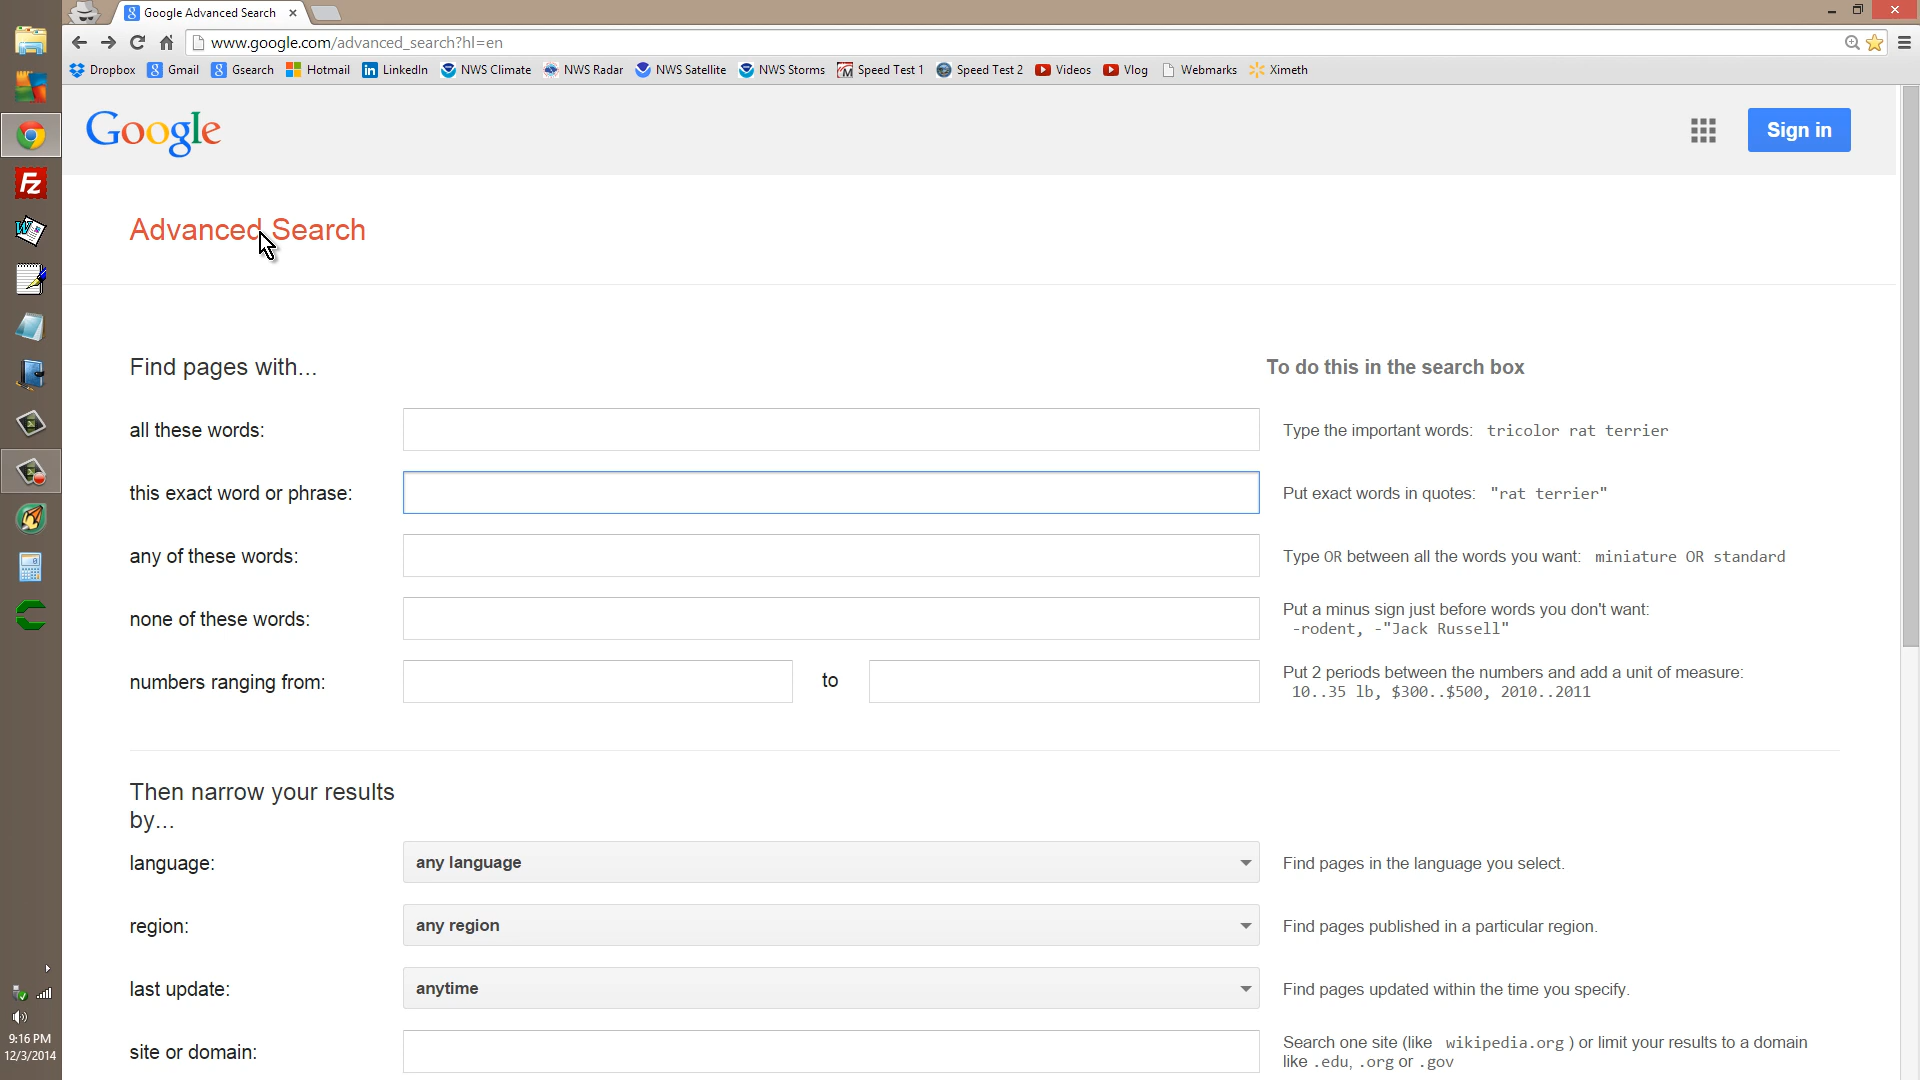 Google Advanced Search
www.google.com/advanced_search?hl=en
Dropbox Gmail Gsearch Hotmail LinkedIn NWS Climate NWS Radar NWS Satellite NWS Storms Speed Test 1 Speed Test 2 Videos Vlog Webmarks Ximeth
Google
Sign in
Advanced Search
Find pages with...
To do this in the search box
all these words:
Type the important words: tricolor rat terrier
this exact word or phrase:
Put exact words in quotes: "rat terrier"
any of these words:
Type OR between all the words you want: miniature OR standard
none of these words:
Put a minus sign just before words you don't want:
-rodent, -"Jack Russell"
numbers ranging from:
to
Put 2 periods between the numbers and add a unit of measure:
10..35 lb, $300..$500, 2010..2011
Then narrow your results
by...
language:
any language
Find pages in the language you select.
region:
any region
Find pages published in a particular region.
last update:
anytime
Find pages updated within the time you specify.
site or domain:
Search one site (like wikipedia.org ) or limit your results to a domain
like .edu, .org or .gov
9:16 PM
12/3/2014